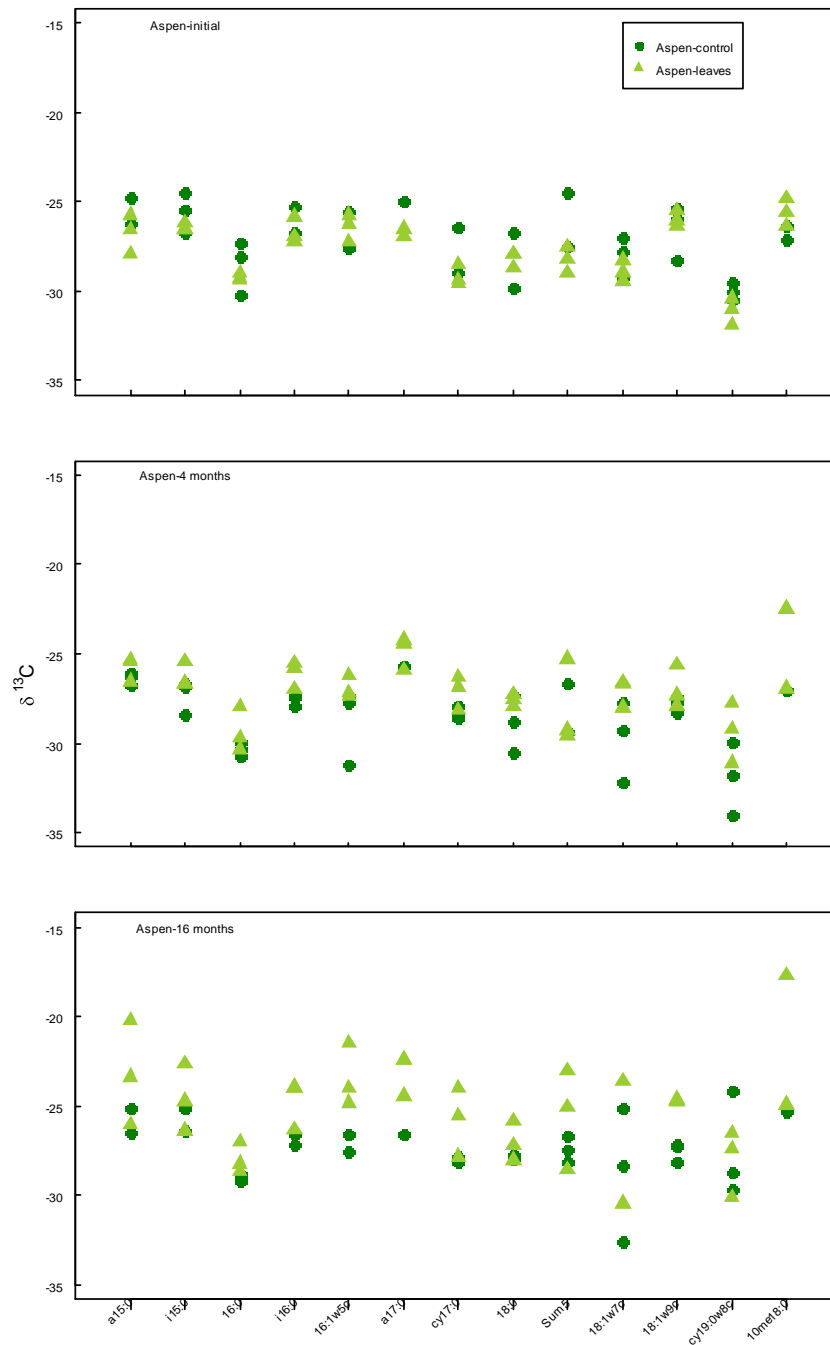 -15
Aspen-initial
Aspen-control
Aspen-leaves
-20
-25
-30
-35
-15
Aspen-4 months
-20
-25
δ 13C
-30
-35
-15
Aspen-16 months
-20
-25
-30
-35
a15:0 i15:0 16:0 i16:0 16:1w5c a17:0 cy17:0 18:0 Sum5 18:1w7c 18:1w9c cy19:0w8c 10me18:0